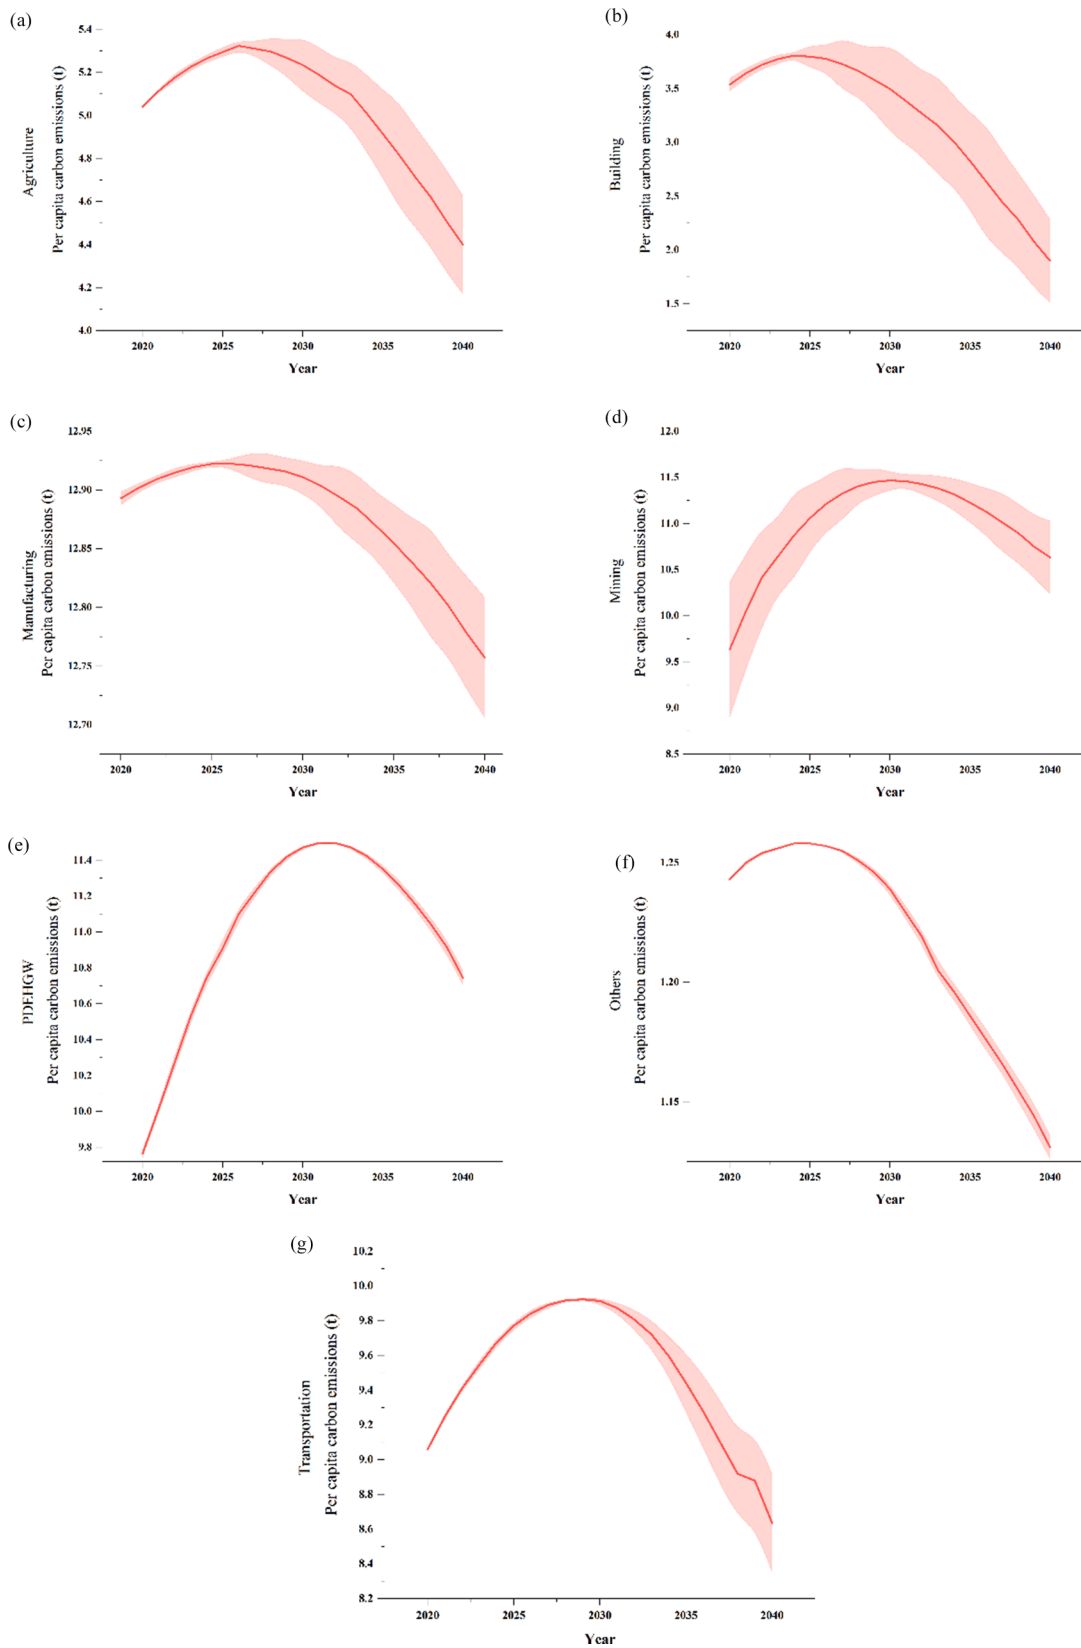 (a)
Agriculture
Per capita carbon emissions (t)
5.4
5.2
5.0
4.8
4.6
4.4
4.2
4.0
2020 2025 2030 2035 2040
Year
(b)
Building
Per capita carbon emissions (t)
4.0
3.5
3.0
2.5
2.0
1.5
2020 2025 2030 2035 2040
Year
(c)
Manufacturing
Per capita carbon emissions (t)
12.95
12.90
12.85
12.80
12.75
12.70
2020 2025 2030 2035 2040
Year
(d)
Mining
Per capita carbon emissions (t)
12.0
11.5
11.0
10.5
10.0
9.5
9.0
8.5
2020 2025 2030 2035 2040
Year
(e)
PDEHGW
Per capita carbon emissions (t)
11.4
11.2
11.0
10.8
10.6
10.4
10.2
10.0
9.8
2020 2025 2030 2035 2040
Year
(f)
Others
Per capita carbon emissions (t)
1.25
1.20
1.15
2020 2025 2030 2035 2040
Year
(g)
Transportation
Per capita carbon emissions (t)
10.2
10.0
9.8
9.6
9.4
9.2
9.0
8.8
8.6
8.4
8.2
2020 2025 2030 2035 2040
Year